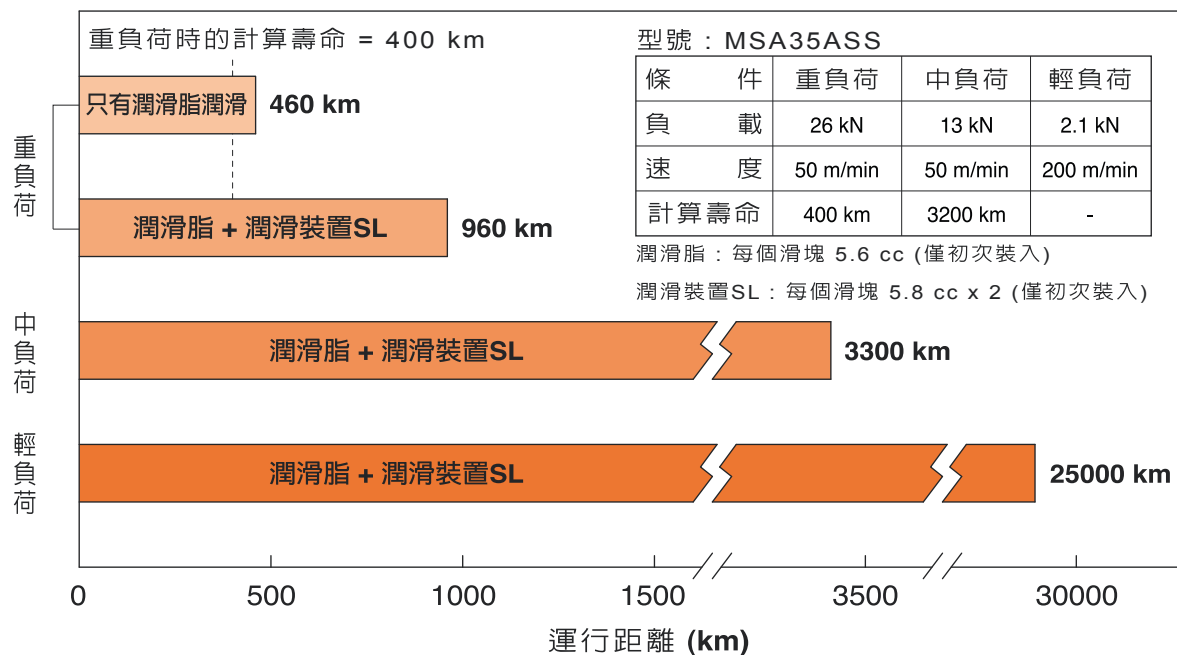 重負荷時的計算壽命 = 400 km
型號：MSA35ASS
條 件 重負荷 中負荷 輕負荷
負 載 26 kN 13 kN 2.1 kN
速 度 50 m/min 50 m/min 200 m/min
計算壽命 400 km 3200 km -
潤滑脂：每個滑塊 5.6 cc (僅初次裝入)
潤滑裝置SL：每個滑塊 5.8 cc x 2 (僅初次裝入)
重負荷
只有潤滑脂潤滑 460 km
潤滑脂 + 潤滑裝置SL 960 km
中負荷
潤滑脂 + 潤滑裝置SL 3300 km
輕負荷
潤滑脂 + 潤滑裝置SL 25000 km
0 500 1000 1500 3500 30000
運行距離 (km)